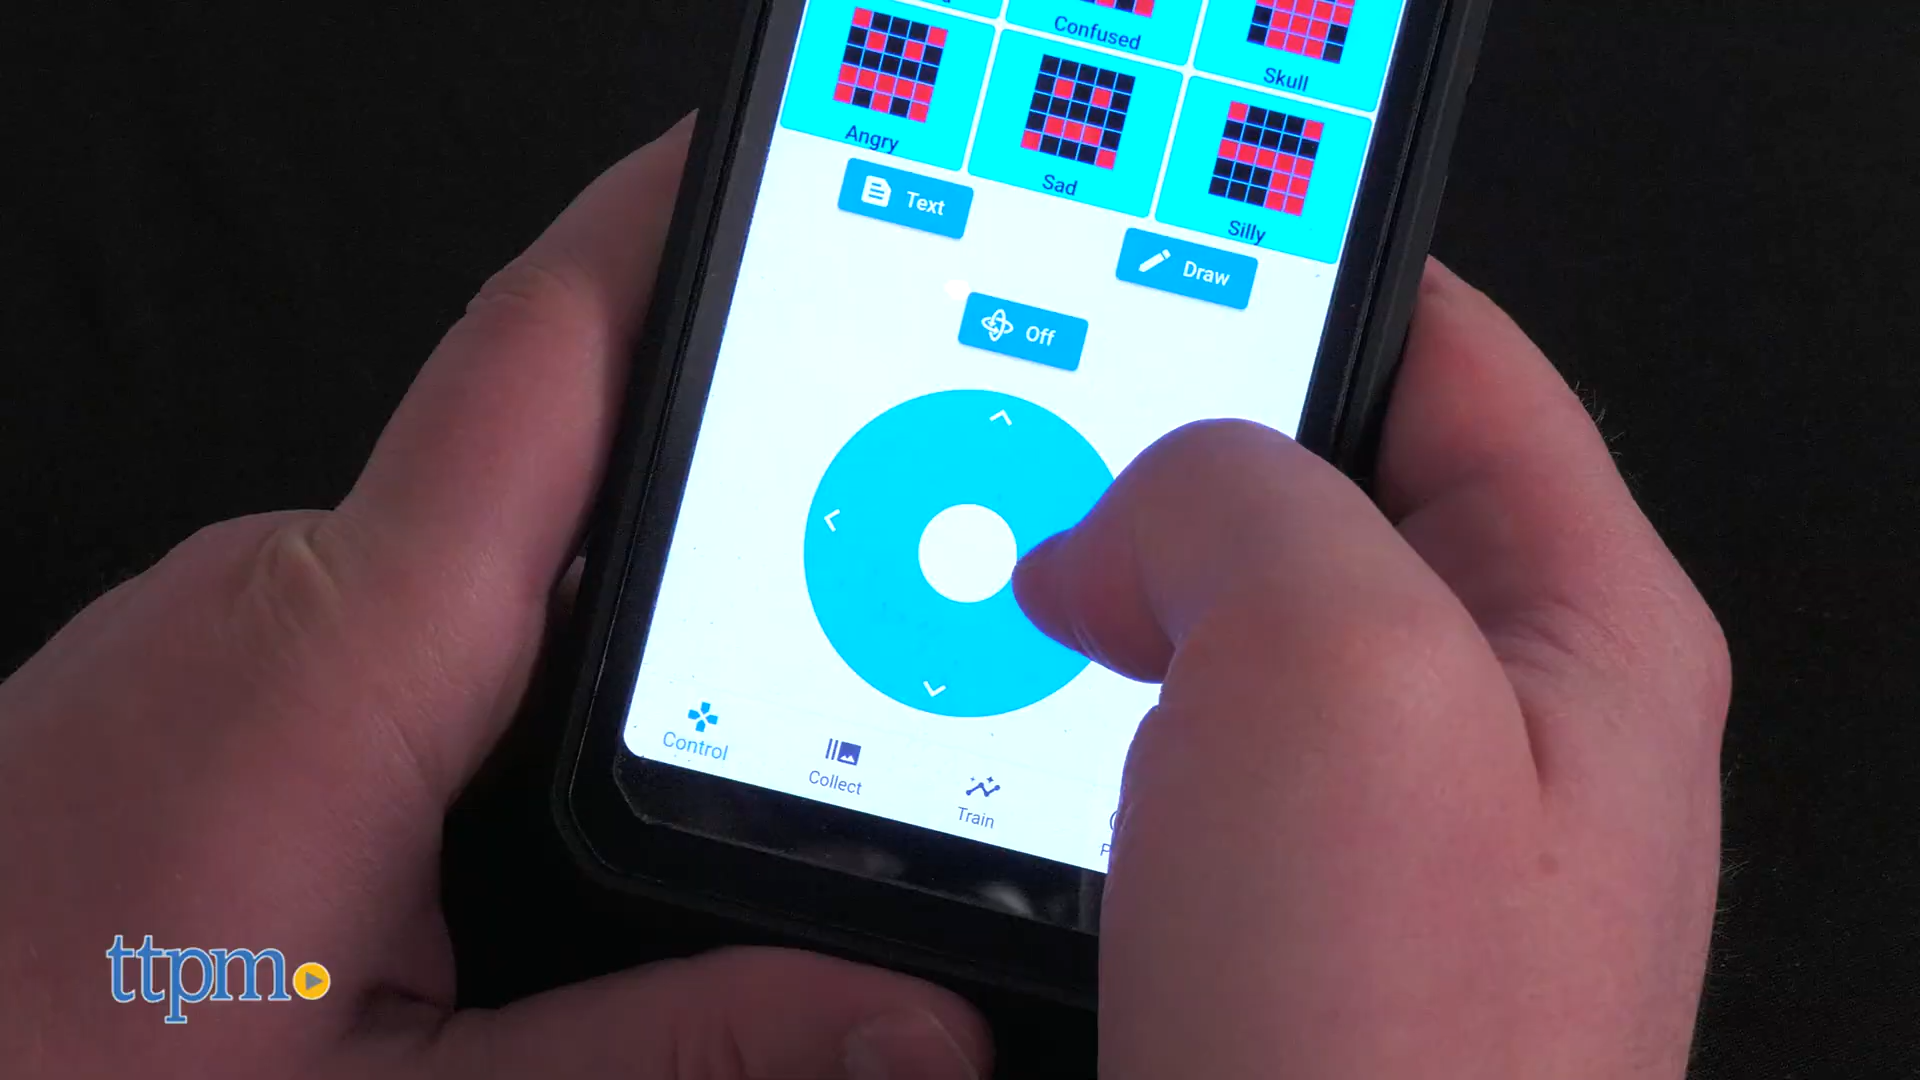 Confused
Skull
Angry
Sad
Silly
Text
Draw
Off
Control
Collect
Train
ttpm